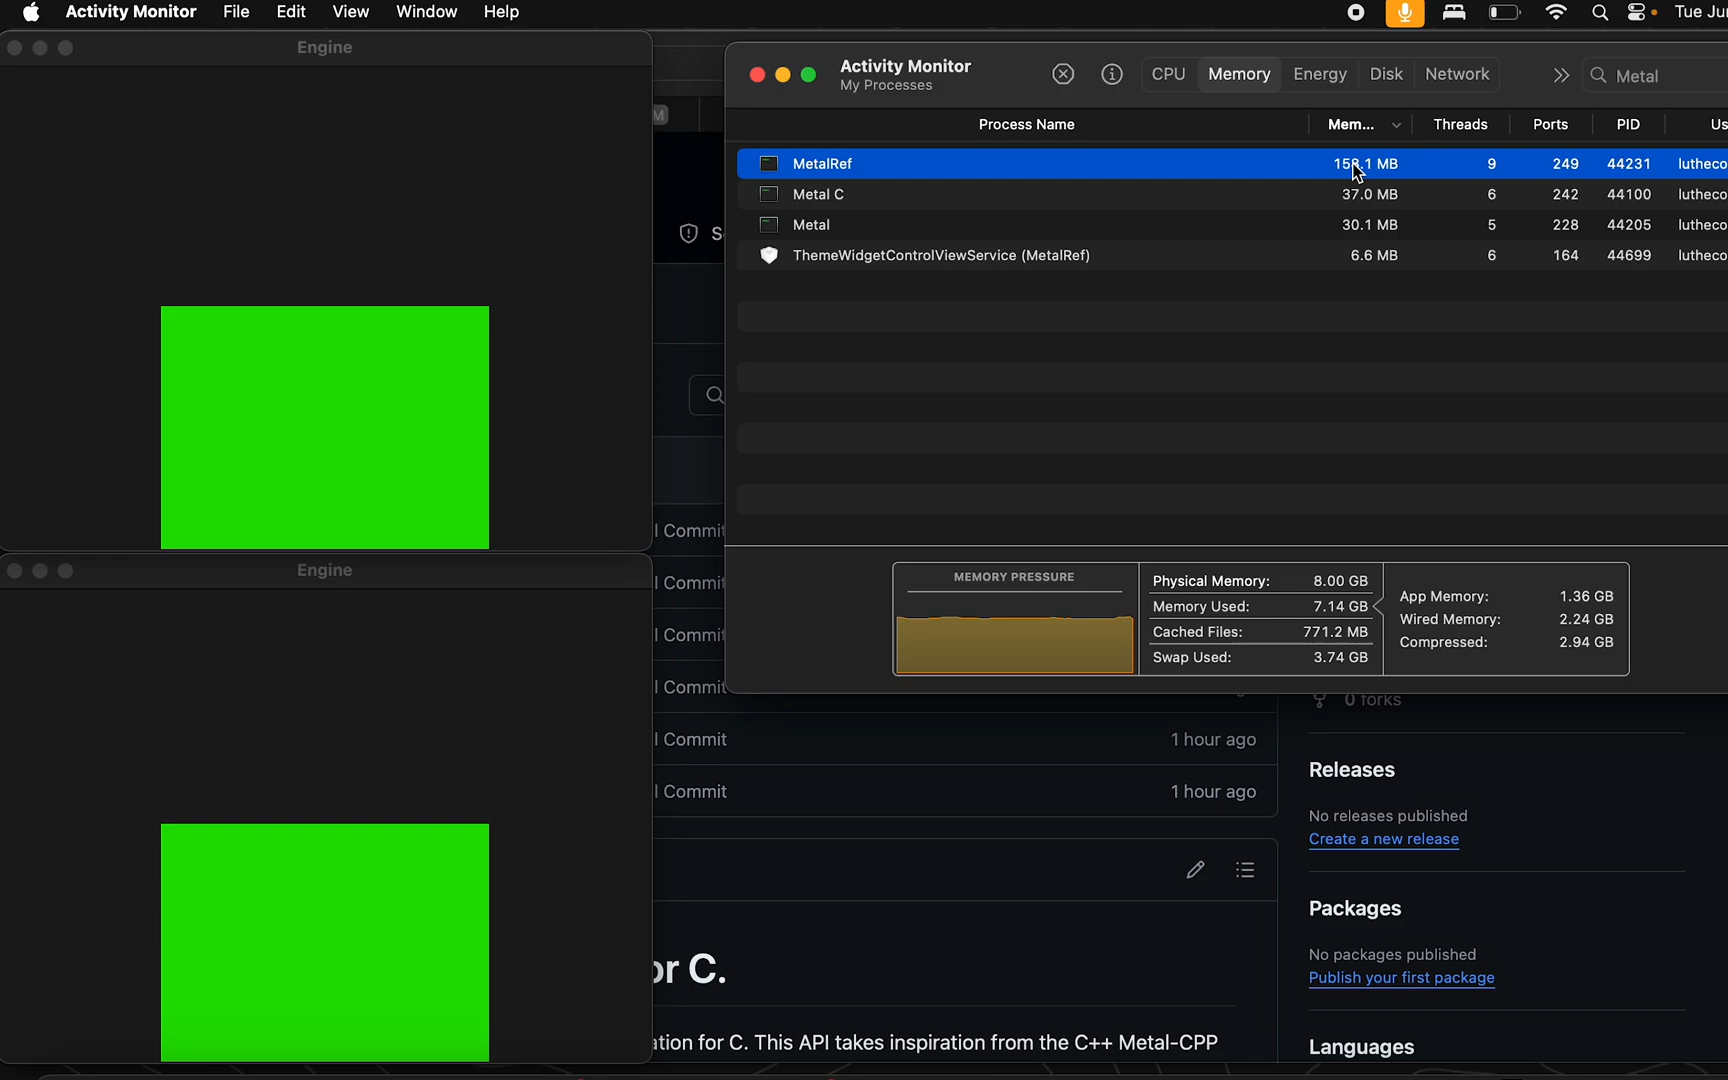 Activity Monitor File Edit View Window Help
Tue Jun
Engine
Activity Monitor
My Processes
CPU Memory Energy Disk Network
Metal
Process Name Mem... Threads Ports PID Us
MetalRef 9 249 44231 lutheco
Metal C 37.0 MB 6 242 44100 lutheco
Metal 30.1 MB 5 228 44205 lutheco
ThemeWidgetControlViewService (MetalRef) 6.6 MB 6 164 44699 lutheco
M
S
MEMORY PRESSURE
Physical Memory: 8.00 GB
Memory Used: 7.14 GB
Cached Files: 771.2 MB
Swap Used: 3.74 GB
App Memory: 1.36 GB
Wired Memory: 2.24 GB
Compressed: 2.94 GB
l Commit
l Commit
l Commit
l Commit
l Commit 1 hour ago
l Commit 1 hour ago
0 forks
Releases
No releases published
Create a new release
Packages
No packages published
Publish your first package
Languages
Engine
or C.
tion for C. This API takes inspiration from the C++ Metal-CPP